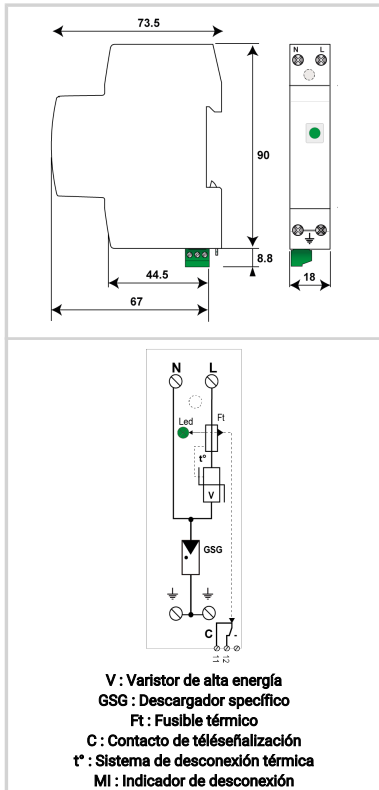 73.5
N L
90
8.8
44.5
18
67
N L
Led
Ft
t°
V
GSG
C
11 12 -
V : Varistor de alta energía
GSG : Descargador specífico
Ft : Fusible térmico
C : Contacto de téléseñalización
t° : Sistema de desconexión térmica
MI : Indicador de desconexión